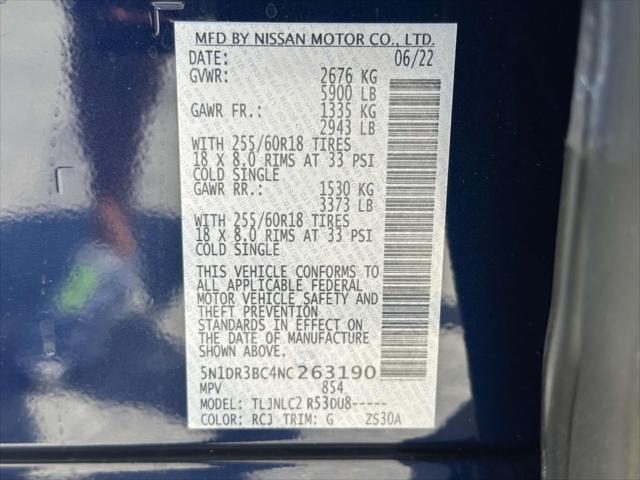 MFD BY NISSAN MOTOR CO., LTD.
DATE: 06/22
GVWR: 2676 KG
5900 LB
GAWR FR.: 1335 KG
2943 LB
WITH 255/60R18 TIRES
18 X 8.0 RIMS AT 33 PSI
COLD SINGLE
GAWR RR.: 1530 KG
3373 LB
WITH 255/60R18 TIRES
18 X 8.0 RIMS AT 33 PSI
COLD SINGLE
THIS VEHICLE CONFORMS TO
ALL APPLICABLE FEDERAL
MOTOR VEHICLE SAFETY AND
THEFT PREVENTION
STANDARDS IN EFFECT ON
THE DATE OF MANUFACTURE
SHOWN ABOVE.
5N1DR3BC4NC263190
MPV 854
MODEL: TLJNLC2 R53DU8-----
COLOR: RCJ TRIM: G ZS30A